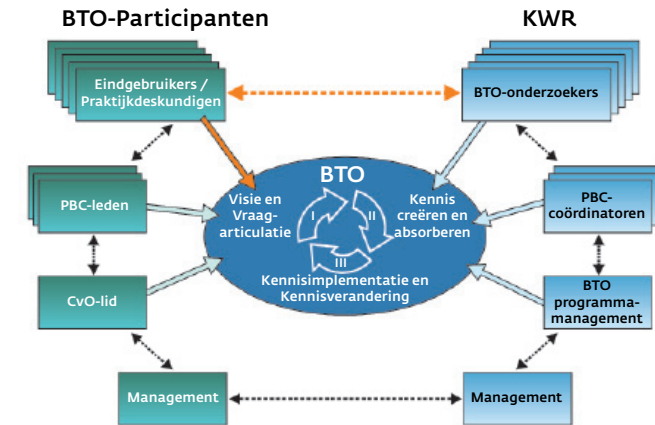 BTO-Participanten
KWR
Eindgebruikers /
Praktijkdeskundigen
BTO-onderzoekers
BTO
Visie en
Vraag-
articulatie
I
II
III
Kennis
creëren en
absorberen
Kennisimplementatie en
Kennisverandering
PBC-leden
PBC-
coördinatoren
CvO-lid
BTO
programma-
management
Management
Management